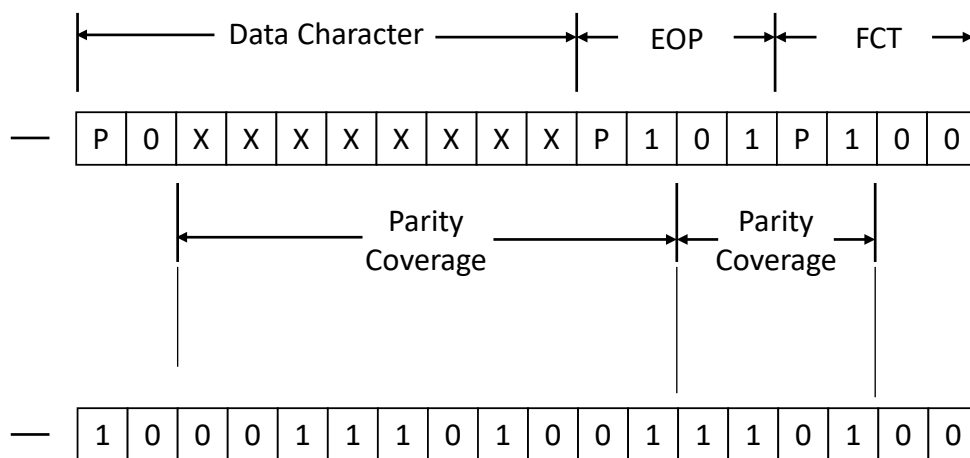 Data Character EOP FCT
P 0 X X X X X X X X P 1 0 1 P 1 0 0
Parity Coverage Parity Coverage
1 0 0 0 1 1 1 0 1 0 0 1 1 1 0 1 0 0